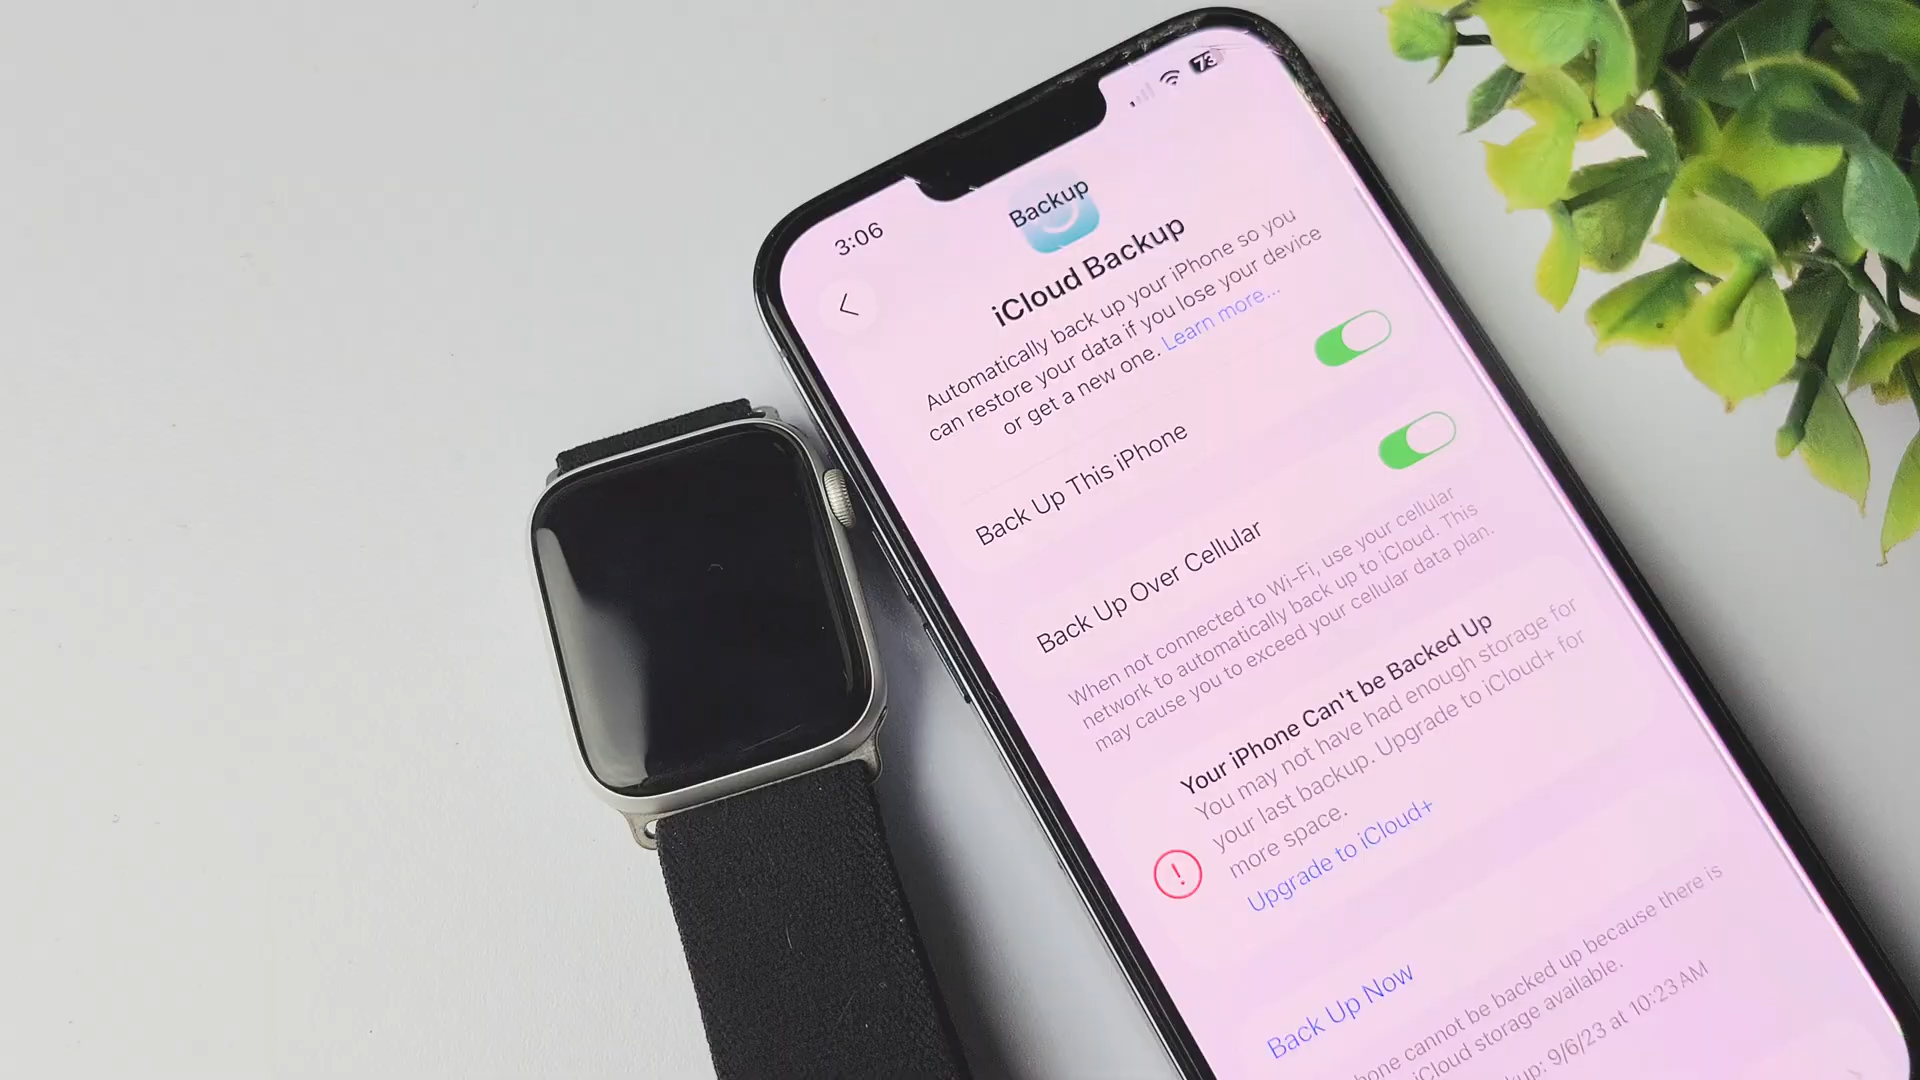 3:06
73
Backup
iCloud Backup
Automatically back up your iPhone so you
can restore your data if you lose your device
or get a new one. Learn more...
Back Up This iPhone
Back Up Over Cellular
When not connected to Wi-Fi, use your cellular
network to automatically back up to iCloud. This
may cause you to exceed your cellular data plan.
Your iPhone Can't be Backed Up
You may not have had enough storage for
your last backup. Upgrade to iCloud+ for
more space.
Upgrade to iCloud+
Back Up Now
hone cannot be backed up because there is
iCloud storage available.
kup: 9/6/23 at 10:23 AM